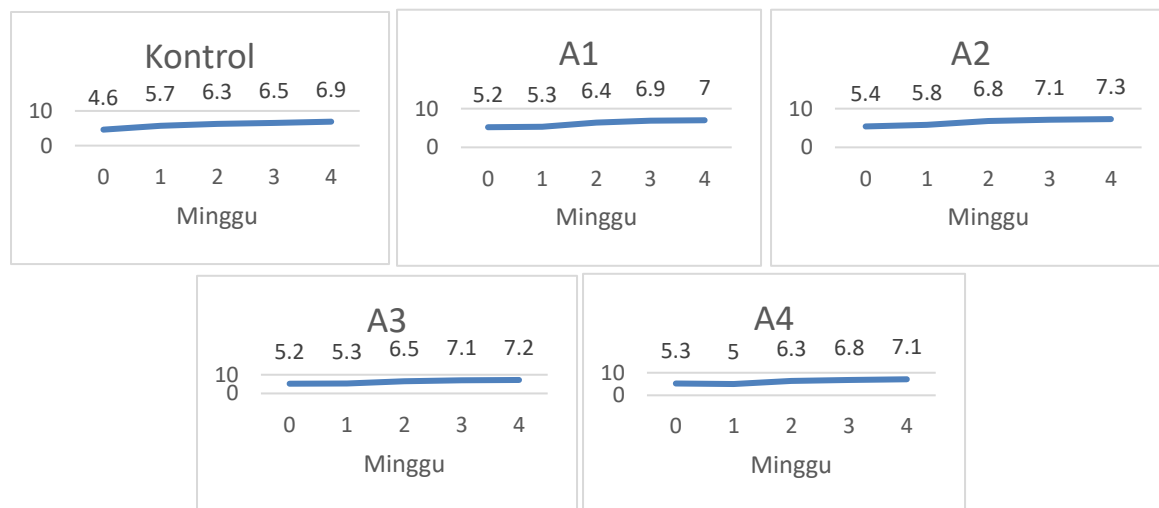 Kontrol
4.6 5.7 6.3 6.5 6.9
10
0
0 1 2 3 4
Minggu
A1
5.2 5.3 6.4 6.9 7
10
0
0 1 2 3 4
Minggu
A2
5.4 5.8 6.8 7.1 7.3
10
0
0 1 2 3 4
Minggu
A3
5.2 5.3 6.5 7.1 7.2
10
0
0 1 2 3 4
Minggu
A4
5.3 5 6.3 6.8 7.1
10
0
0 1 2 3 4
Minggu